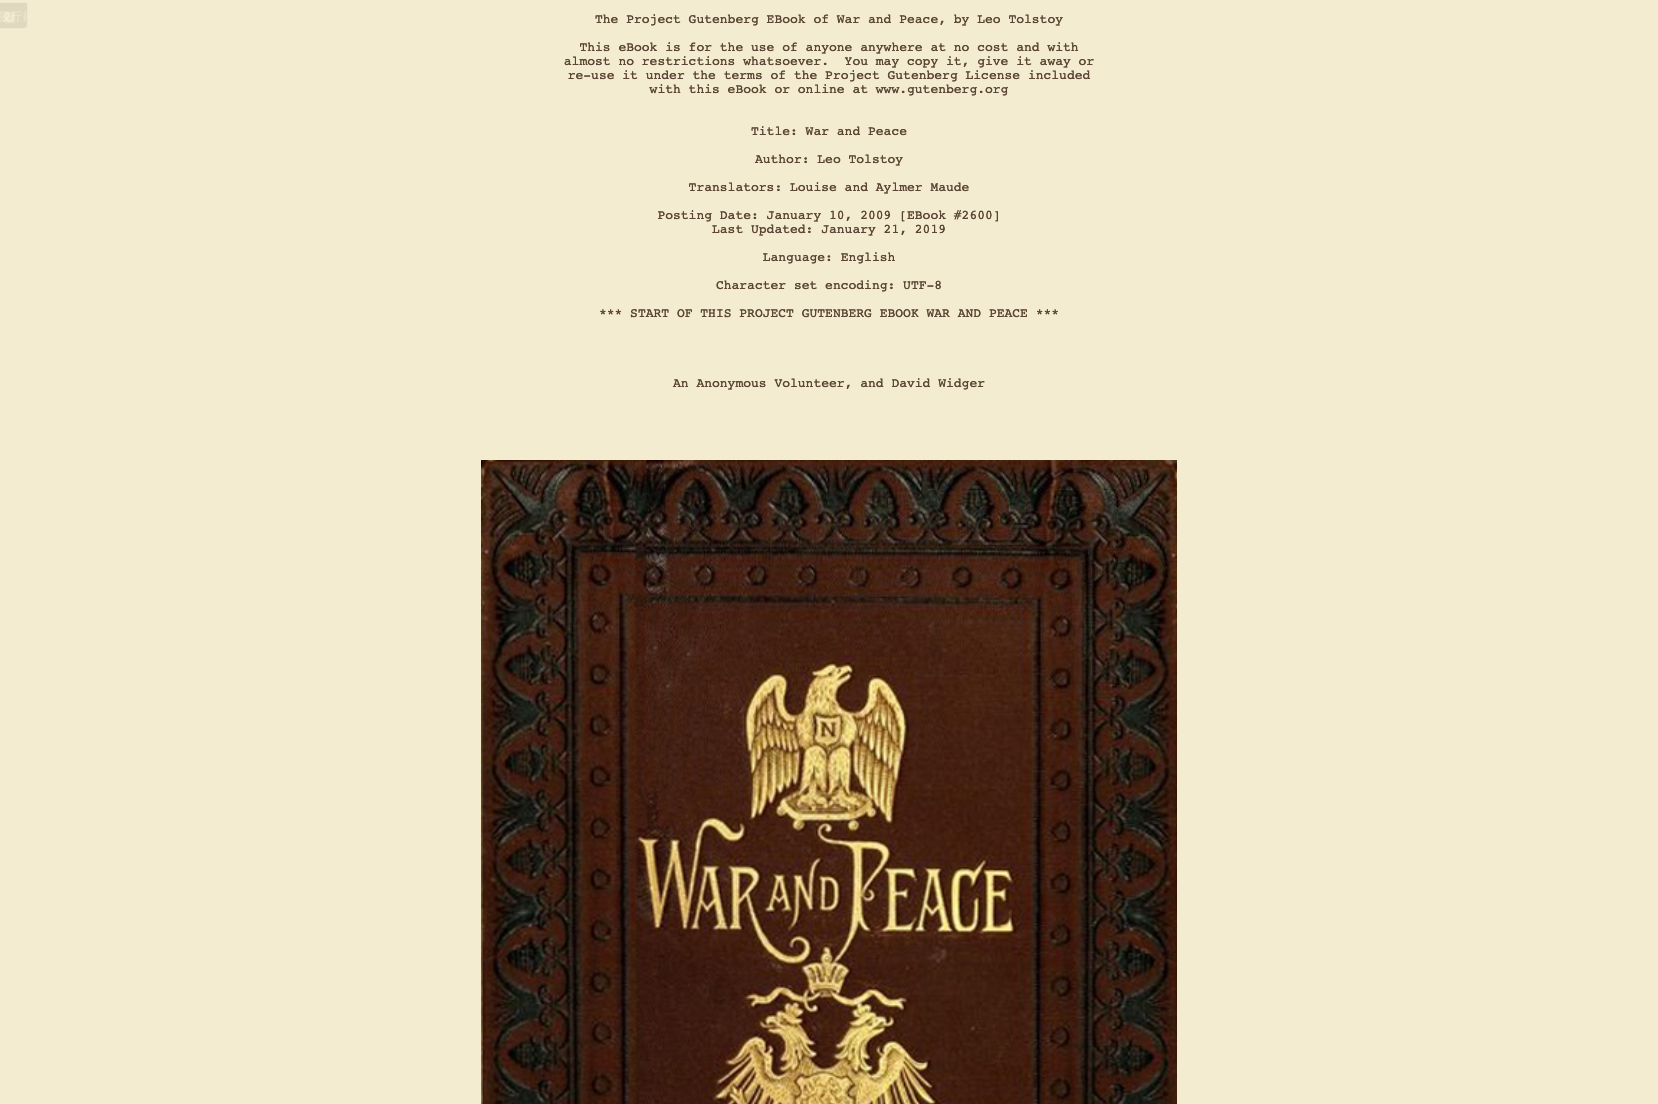 The Project Gutenberg EBook of War and Peace, by Leo Tolstoy
This eBook is for the use of anyone anywhere at no cost and with
almost no restrictions whatsoever.  You may copy it, give it away or
re-use it under the terms of the Project Gutenberg License included
with this eBook or online at www.gutenberg.org
Title: War and Peace
Author: Leo Tolstoy
Translators: Louise and Aylmer Maude
Posting Date: January 10, 2009 [EBook #2600]
Last Updated: January 21, 2019
Language: English
Character set encoding: UTF-8
*** START OF THIS PROJECT GUTENBERG EBOOK WAR AND PEACE ***
An Anonymous Volunteer, and David Widger
N
WAR AND PEACE